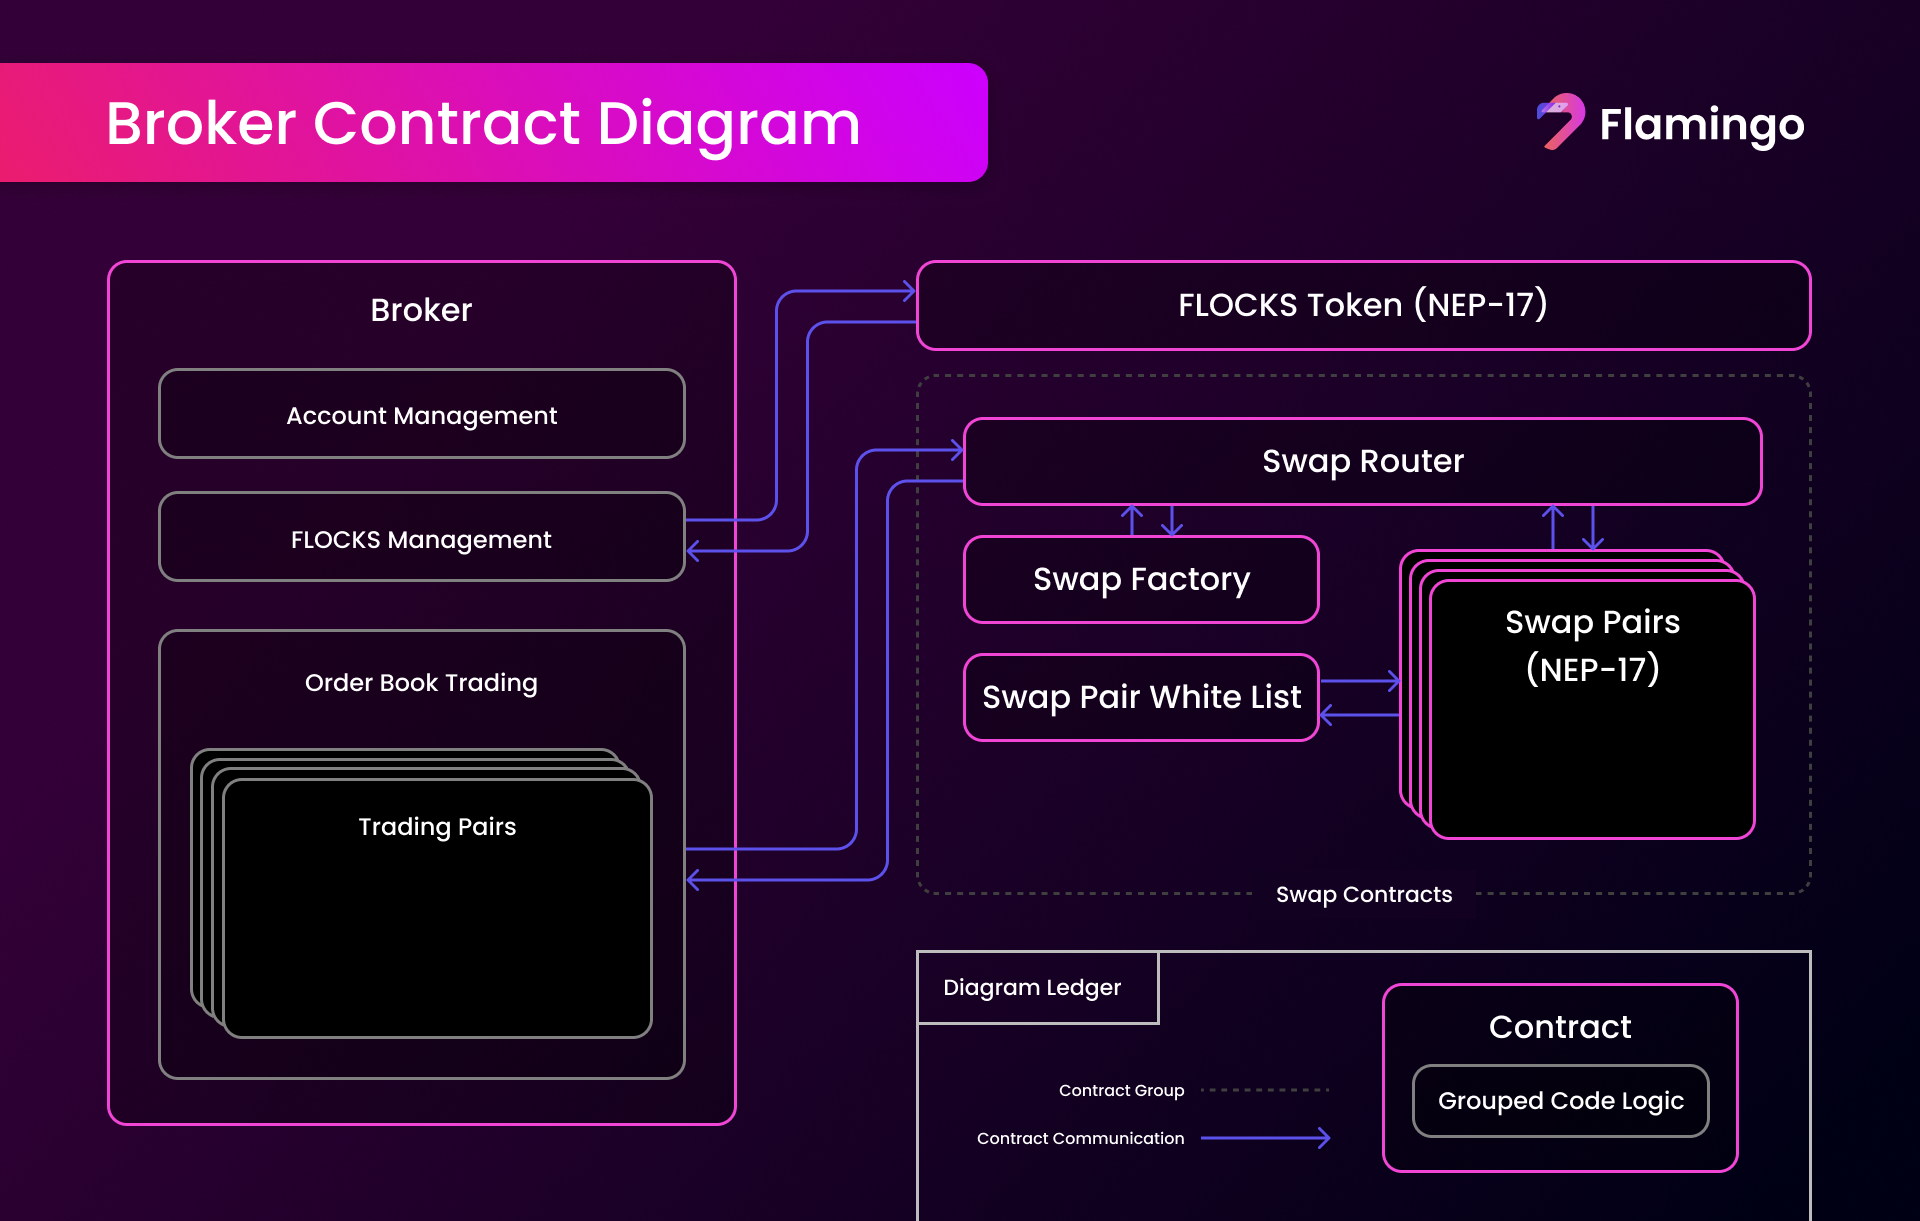 Broker Contract Diagram
Flamingo
Broker
Account Management
FLOCKS Management
Order Book Trading
Trading Pairs
FLOCKS Token (NEP-17)
Swap Router
Swap Factory
Swap Pair White List
Swap Pairs
(NEP-17)
Swap Contracts
Diagram Ledger
Contract Group
Contract Communication
Contract
Grouped Code Logic